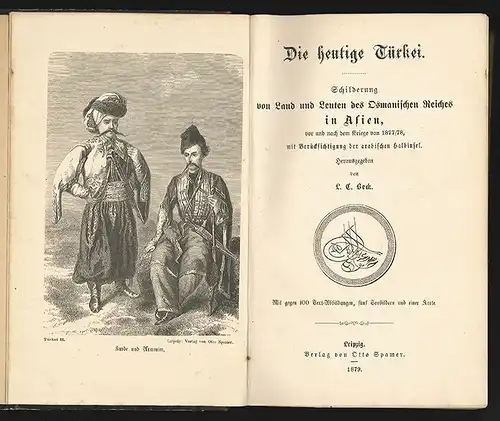 Türkei II.
Leipzig: Verlag von Otto Spamer.
Kurde und Armenier.
Die heutige Türkei.
Schilderung
von Land und Leuten des Osmanischen Reiches
in Asien,
vor und nach dem Kriege von 1877/78,
mit Berücksichtigung der arabischen Halbinsel.
Herausgegeben
von
L. C. Beck.
Mit gegen 100 Text-Abbildungen, fünf Tonbildern und einer Karte
Leipzig.
Verlag von Otto Spamer.
1879.